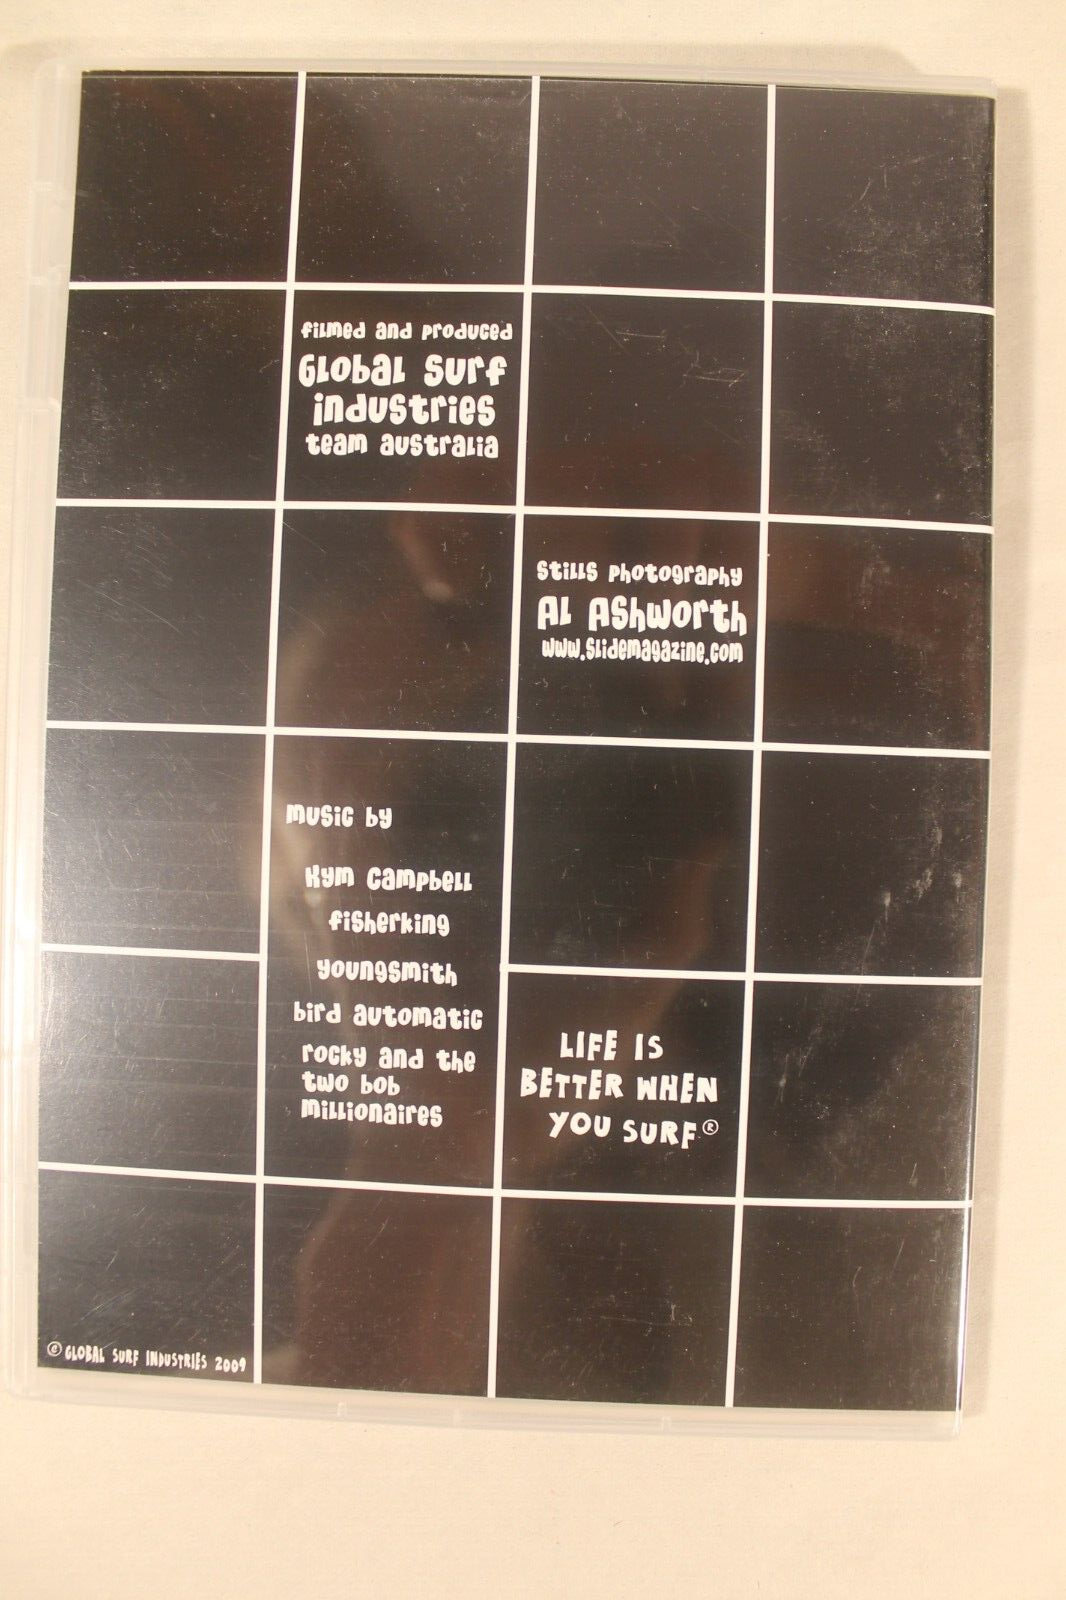 filmed and produced
Global Surf
industries
team australia
Stills photography
Al Ashworth
www.slidemagazine.com
music by
Kym Campbell
fisherking
youngsmith
bird automatic
rocky and the
two bob
millionaires
LIFE IS
BETTER WHEN
YOU SURF®
© GLOBAL SURF INDUSTRIES 2009